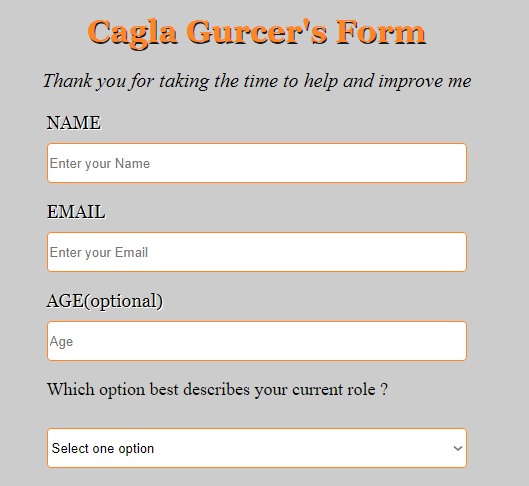 Cagla Gurcer's Form
Thank you for taking the time to help and improve me
NAME
Enter your Name
EMAIL
Enter your Email
AGE(optional)
Age
Which option best describes your current role ?
Select one option